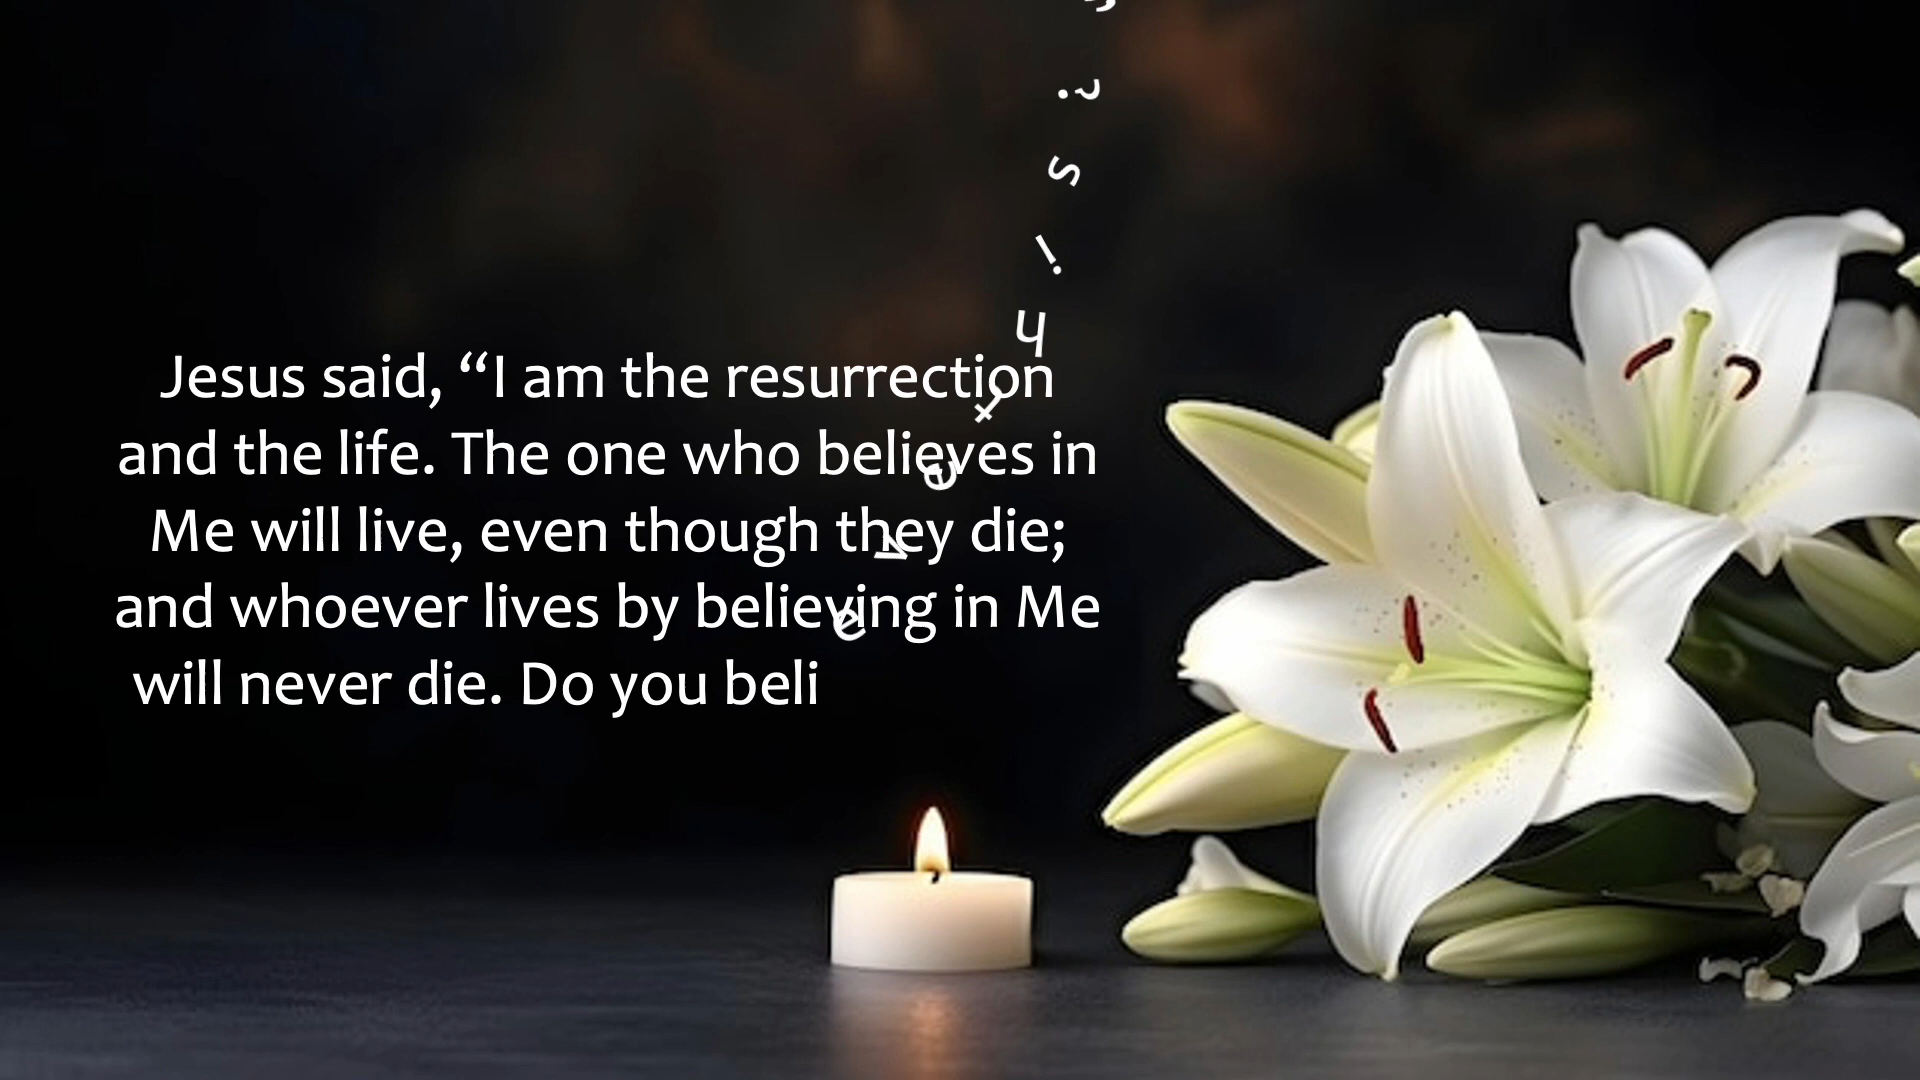 Jesus said, “I am the resurrection
and the life. The one who believes in
Me will live, even though they die;
and whoever lives by believing in Me
will never die. Do you beli e v e t h i s ?